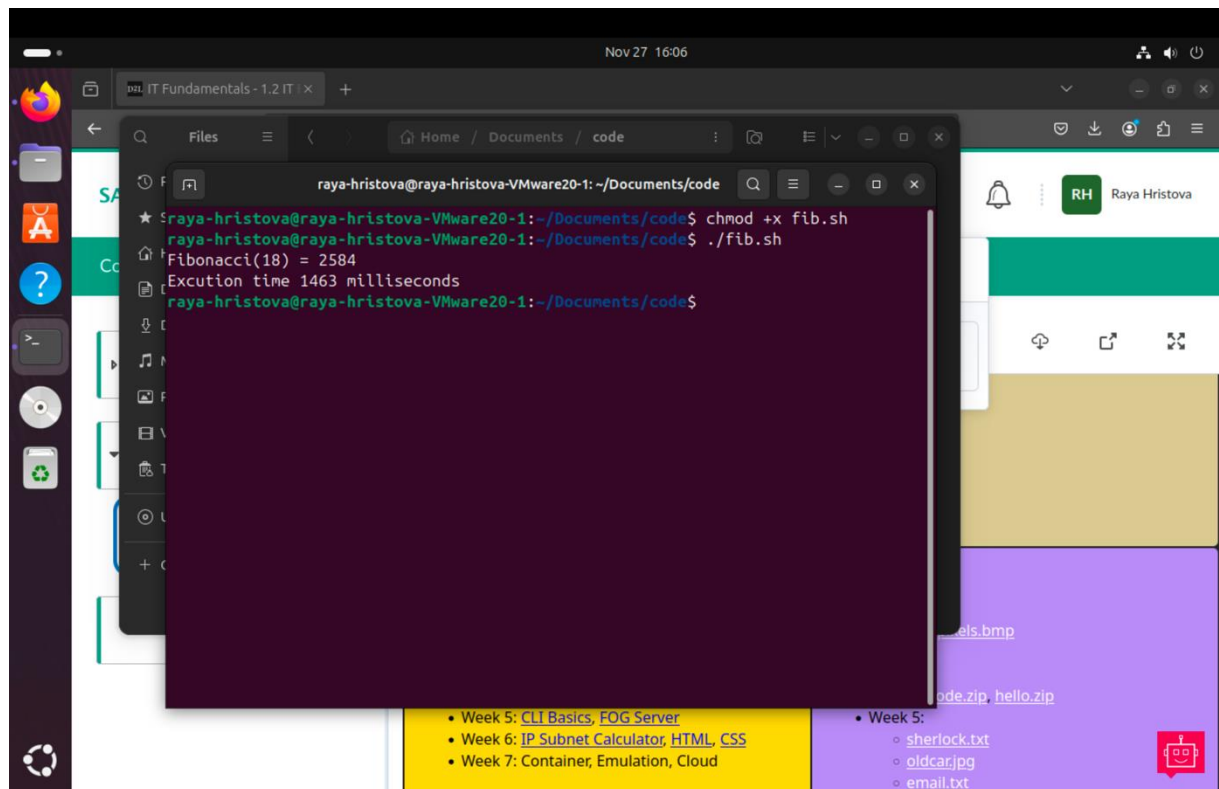 Nov 27 16:06
IT Fundamentals - 1.2 IT
Files
Home / Documents / code
raya-hristova@raya-hristova-VMware20-1: ~/Documents/code
RH Raya Hristova
raya-hristova@raya-hristova-VMware20-1:~/Documents/code$ chmod +x fib.sh
raya-hristova@raya-hristova-VMware20-1:~/Documents/code$ ./fib.sh
Fibonacci(18) = 2584
Excution time 1463 milliseconds
raya-hristova@raya-hristova-VMware20-1:~/Documents/code$
els.bmp
ode.zip, hello.zip
• Week 5: CLI Basics, FOG Server
• Week 6: IP Subnet Calculator, HTML, CSS
• Week 7: Container, Emulation, Cloud
• Week 5:
sherlock.txt
oldcar.jpg
email.txt